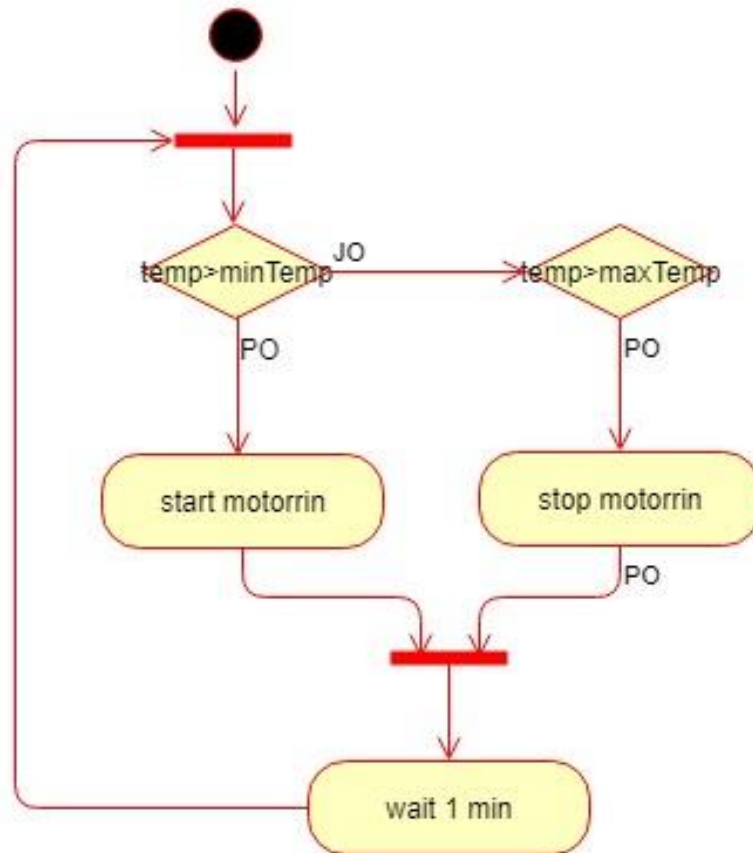 temp>minTemp
JO
temp>maxTemp
PO
PO
start motorrin
stop motorrin
PO
wait 1 min